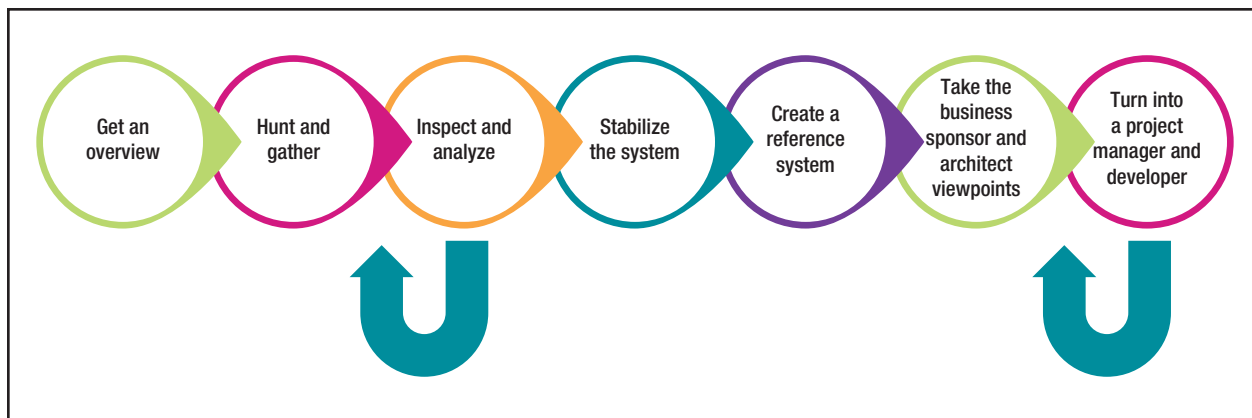 Get an
overview
Hunt and
gather
Inspect and
analyze
Stabilize
the system
Create a
reference
system
Take the
business
sponsor and
architect
viewpoints
Turn into
a project
manager and
developer